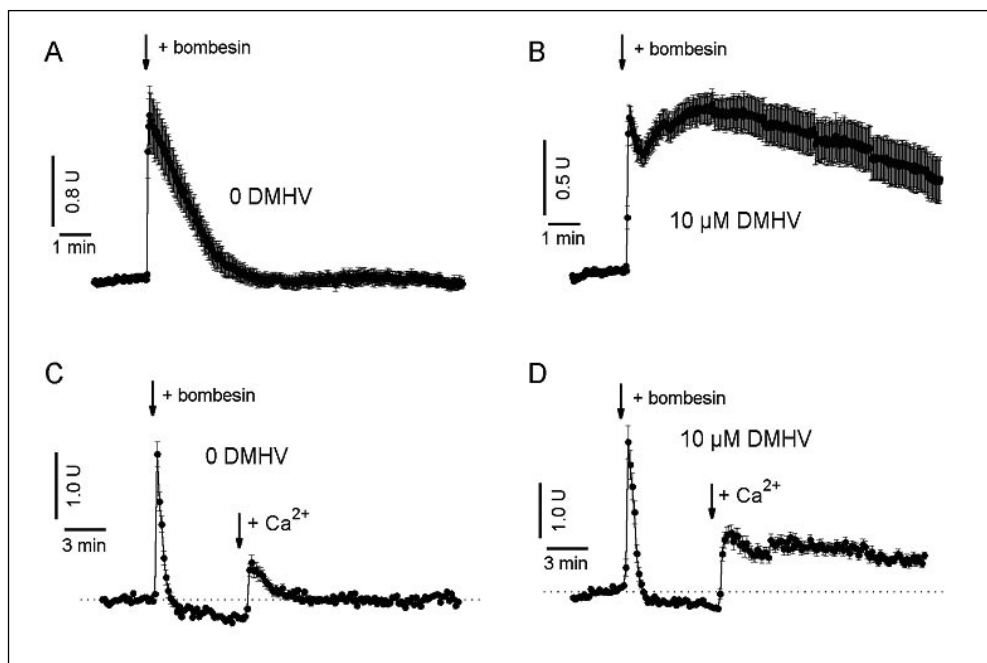 A
+ bombesin
0.8 U
1 min
0 DMHV
B
+ bombesin
0.5 U
1 min
10 µM DMHV
C
+ bombesin
0 DMHV
1.0 U
3 min
+ Ca²⁺
D
+ bombesin
10 µM DMHV
1.0 U
3 min
+ Ca²⁺